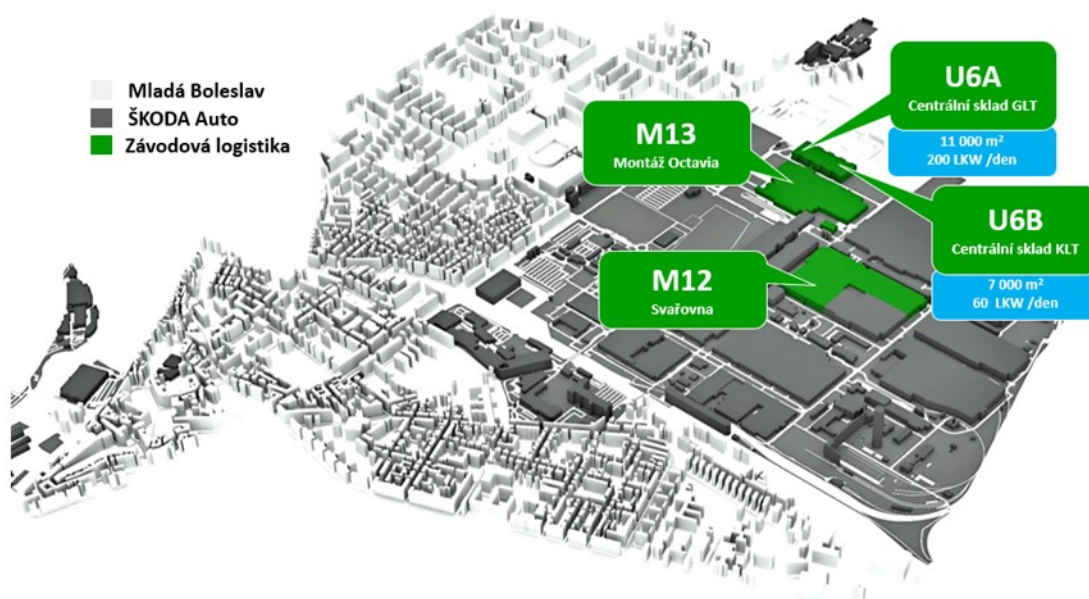 Mladá Boleslav
ŠKODA Auto
Závodová logistika
U6A
Centrální sklad GLT
11 000 m²
200 LKW /den
M13
Montáž Octavia
U6B
Centrální sklad KLT
7 000 m²
60 LKW /den
M12
Svařovna